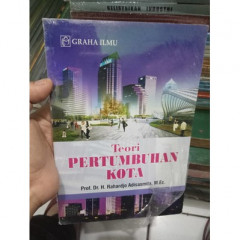 GRAHA ILMU
Teori
PERTUMBUHAN
KOTA
Prof. Dr. H. Rahardjo Adisasmita, M.Ec.